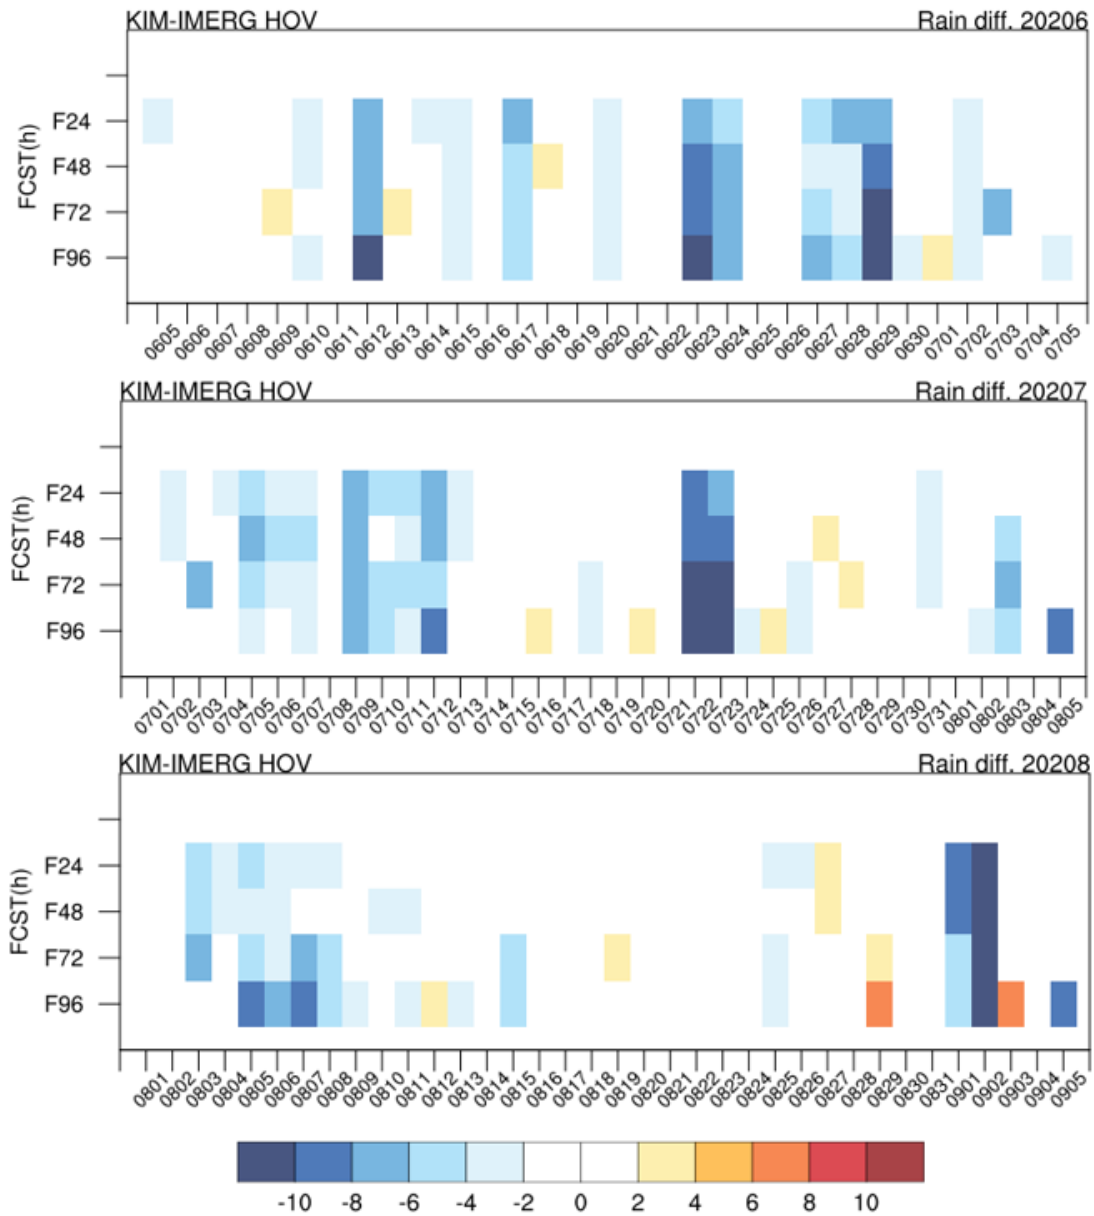 KIM-IMERG HOV Rain diff. 20206
FCST(h)
F24
F48
F72
F96
0605 0606 0607 0608 0609 0610 0611 0612 0613 0614 0615 0616 0617 0618 0619 0620 0621 0622 0623 0624 0625 0626 0627 0628 0629 0630 0701 0702 0703 0704 0705
KIM-IMERG HOV Rain diff. 20207
FCST(h)
F24
F48
F72
F96
0701 0702 0703 0704 0705 0706 0707 0708 0709 0710 0711 0712 0713 0714 0715 0716 0717 0718 0719 0720 0721 0722 0723 0724 0725 0726 0727 0728 0729 0730 0731 0801 0802 0803 0804 0805
KIM-IMERG HOV Rain diff. 20208
FCST(h)
F24
F48
F72
F96
0801 0802 0803 0804 0805 0806 0807 0808 0809 0810 0811 0812 0813 0814 0815 0816 0817 0818 0819 0820 0821 0822 0823 0824 0825 0826 0827 0828 0829 0830 0831 0901 0902 0903 0904 0905
-10 -8 -6 -4 -2 0 2 4 6 8 10